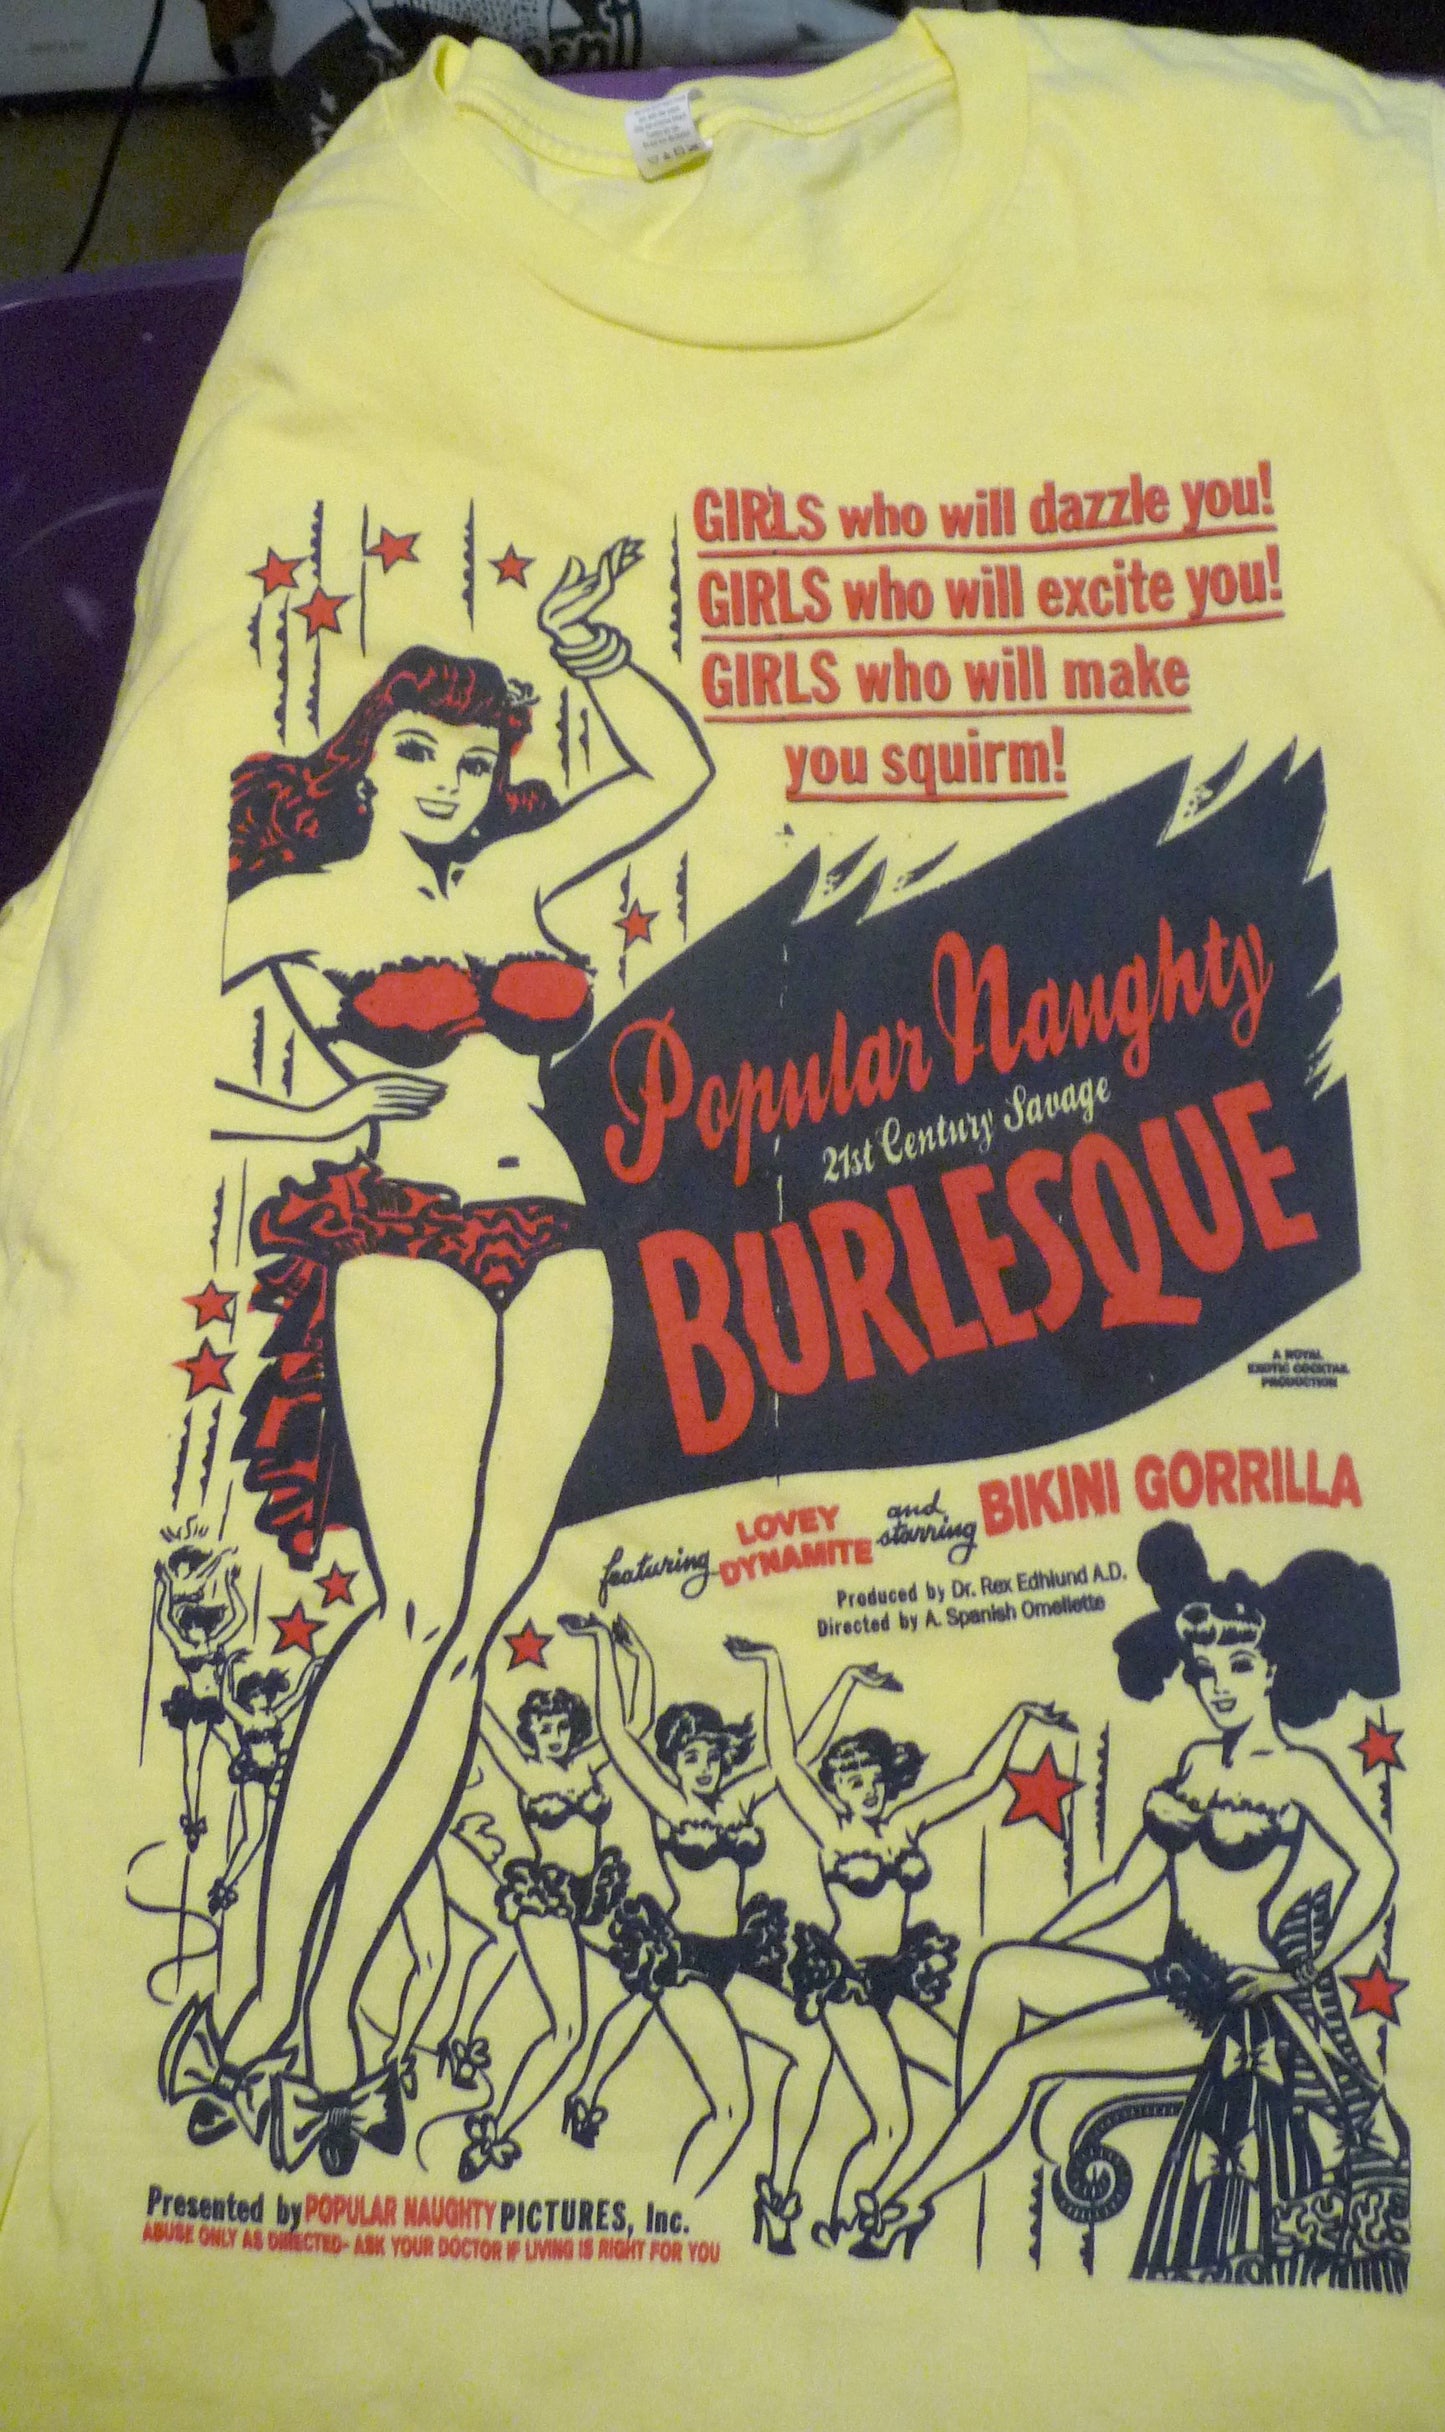 GIRLS who will dazzle you!
GIRLS who will excite you!
GIRLS who will make
you squirm!
Popular Naughty
21st Century Savage
BURLESQUE
A ROYAL
EXOTIC COCKTAIL
PRODUCTION
featuring LOVEY DYNAMITE and starring BIKINI GORRILLA
Produced by Dr. Rex Edhlund A.D.
Directed by A. Spanish Omellette
Presented by POPULAR NAUGHTY PICTURES, Inc.
ABUSE ONLY AS DIRECTED- ASK YOUR DOCTOR IF LIVING IS RIGHT FOR YOU